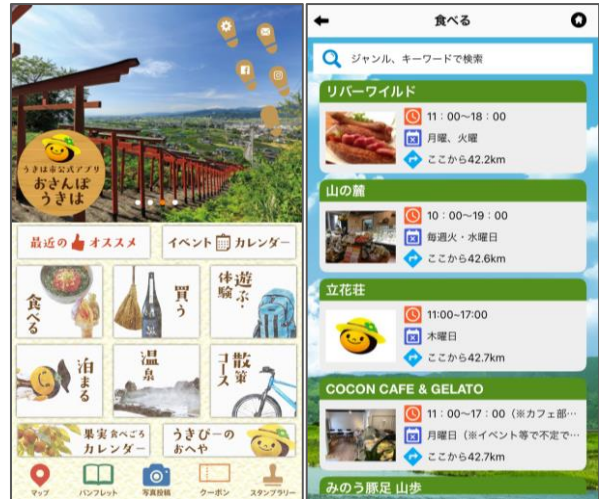 うきは市公式アプリ
おさんぽ
うきは
最近の オススメ
イベント カレンダー
食べる
買う
遊ぶ・
体験
泊まる
温泉
散策
コース
果実 食べごろ
カレンダー
うきぴーの
おへや
マップ
パンフレット
写真投稿
クーポン
スタンプラリー
食べる
ジャンル、キーワードで検索
リバーワイルド
11:00〜18:00
月曜、火曜
ここから42.2km
山の麓
10:00〜19:00
毎週火・水曜日
ここから42.6km
立花荘
11:00~17:00
木曜日
ここから42.7km
COCON CAFE & GELATO
11:00〜17:00(※カフェ部…
月曜日(※イベント等で不定で…
ここから42.7km
みのう豚足 山歩